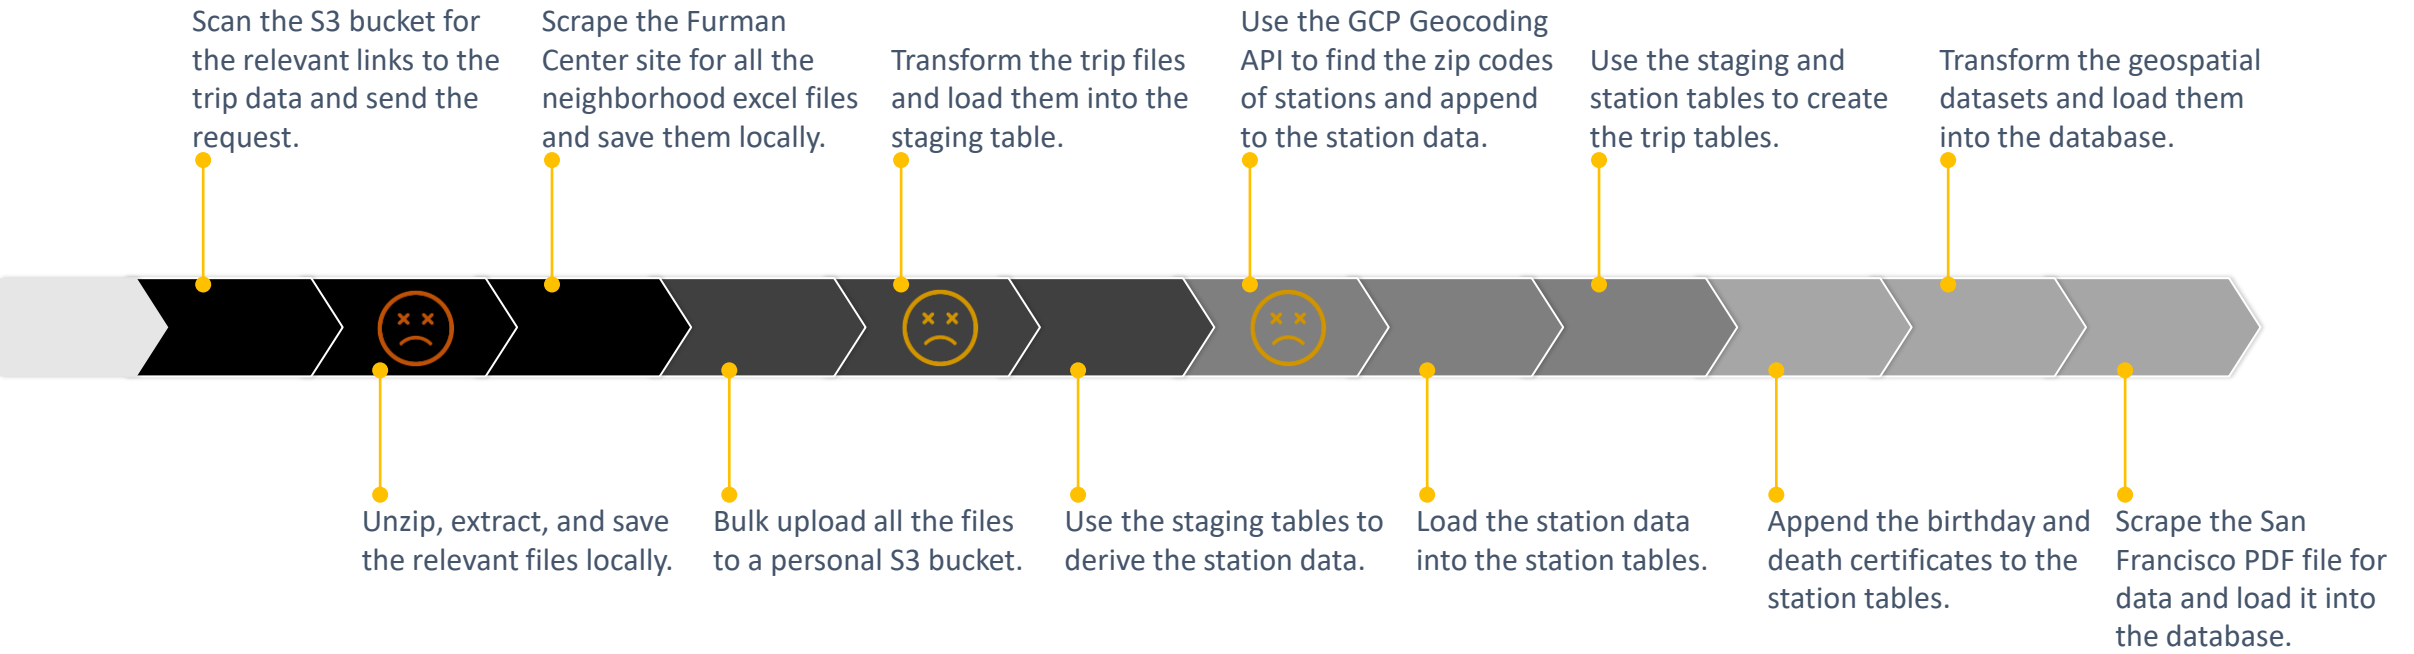 Scan the S3 bucket for
the relevant links to the
trip data and send the
request.
Scrape the Furman
Center site for all the
neighborhood excel files
and save them locally.
Transform the trip files
and load them into the
staging table.
Use the GCP Geocoding
API to find the zip codes
of stations and append
to the station data.
Use the staging and
station tables to create
the trip tables.
Transform the geospatial
datasets and load them
into the database.
Unzip, extract, and save
the relevant files locally.
Bulk upload all the files
to a personal S3 bucket.
Use the staging tables to
derive the station data.
Load the station data
into the station tables.
Append the birthday and
death certificates to the
station tables.
Scrape the San
Francisco PDF file for
data and load it into
the database.